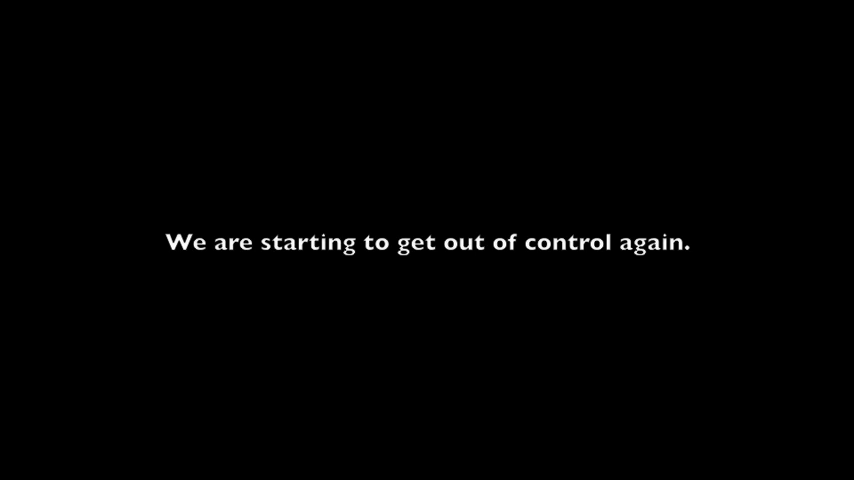 We are starting to get out of control again.